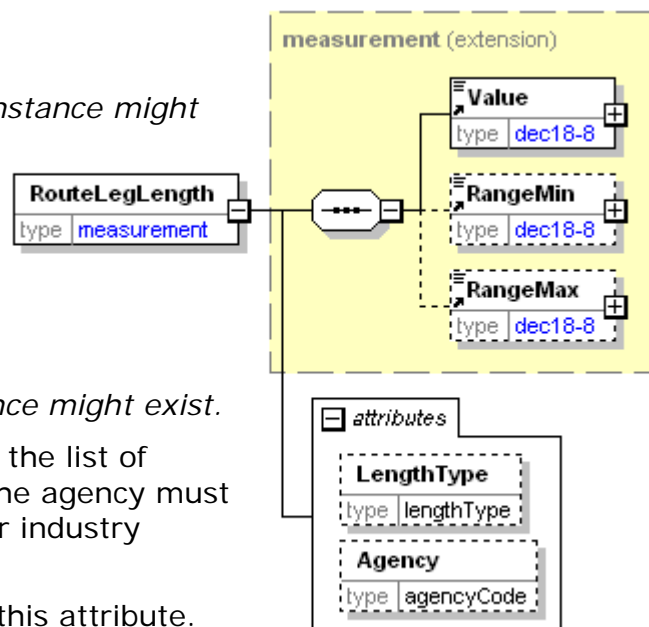 measurement (extension)
nstance might
Value
type dec18-8
RouteLegLength
type measurement
RangeMin
type dec18-8
RangeMax
type dec18-8
nce might exist.
attributes
the list of
LengthType
type lengthType
agency must
industry
Agency
type agencyCode
this attribute.